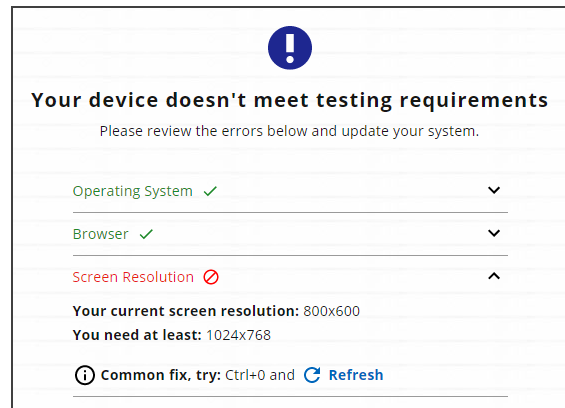 Your device doesn't meet testing requirements
Please review the errors below and update your system.
Operating System
Browser
Screen Resolution
Your current screen resolution: 800x600
You need at least: 1024x768
Common fix, try: Ctrl+0 and Refresh